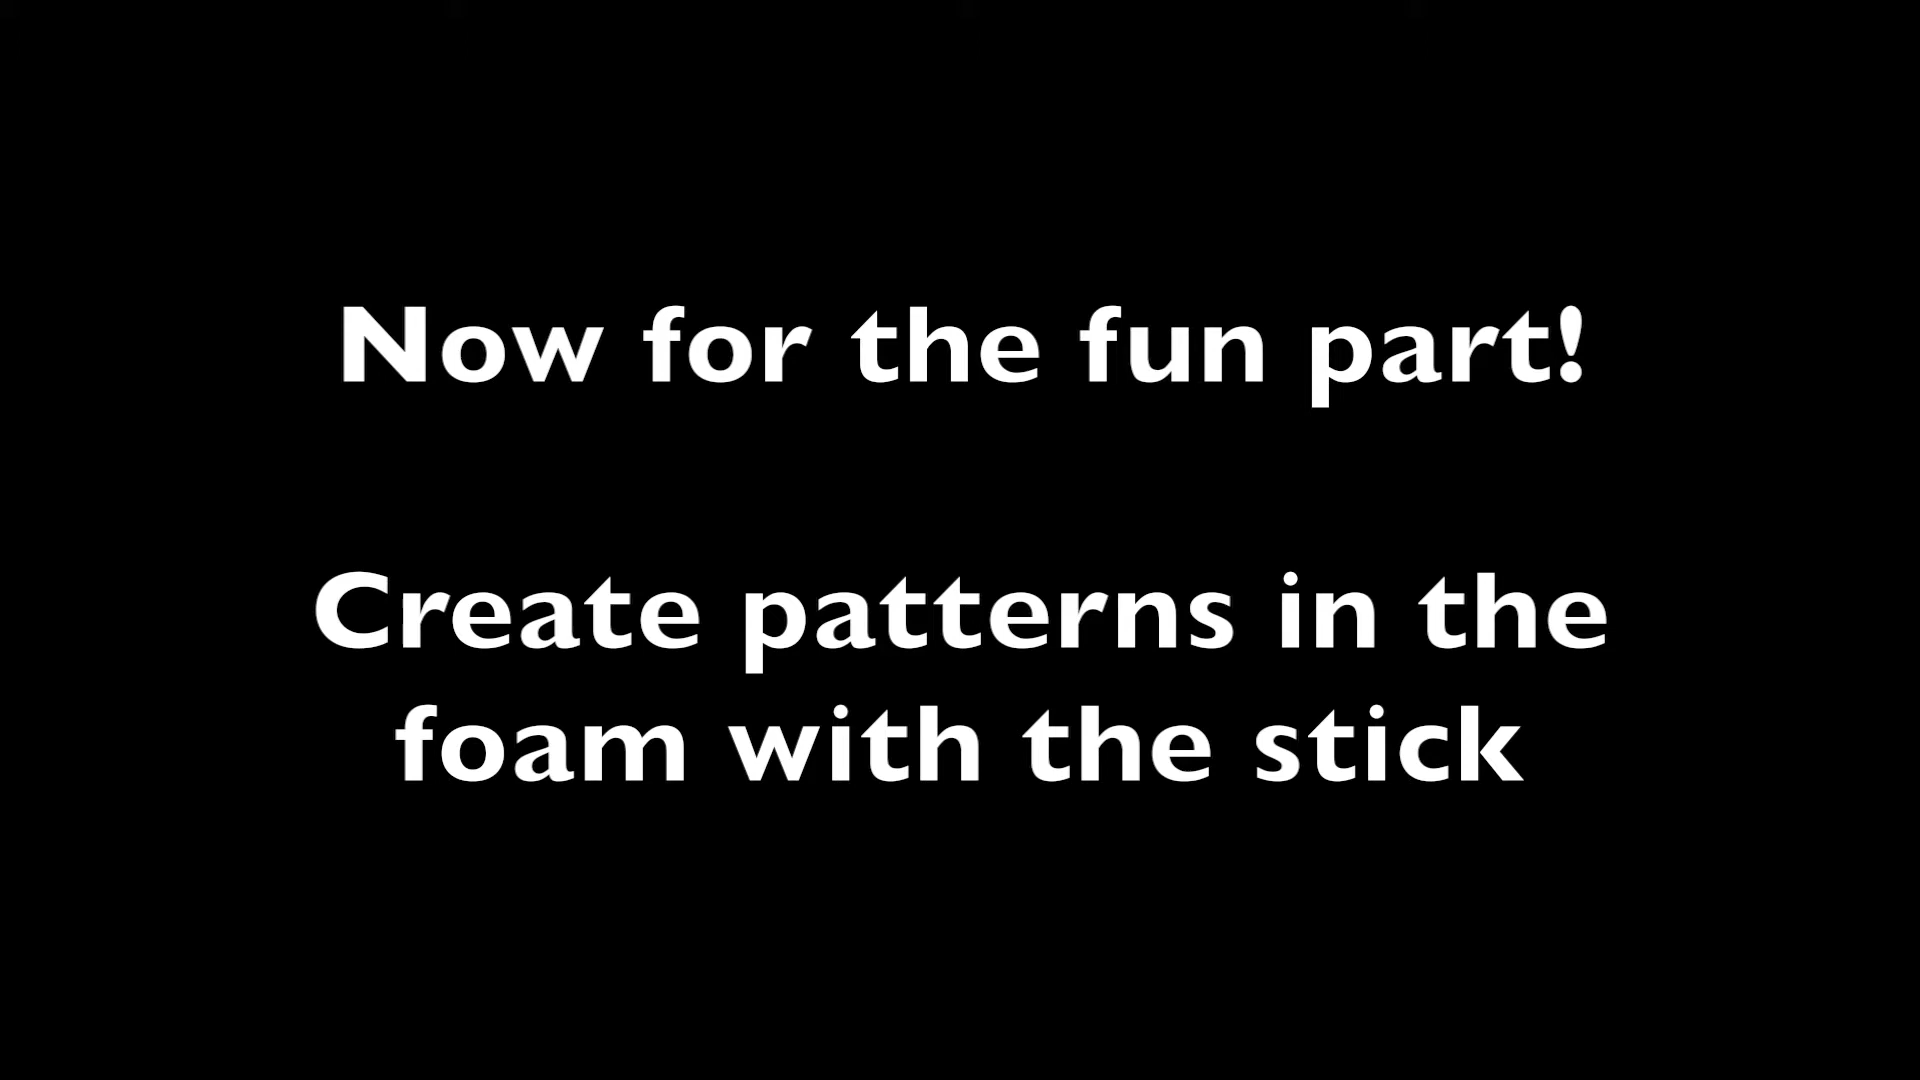 Now for the fun part!
Create patterns in the
foam with the stick